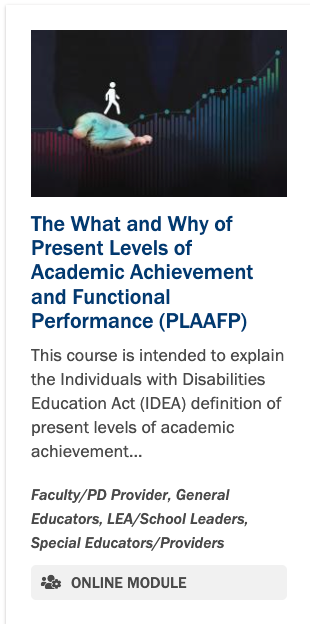 The What and Why of
Present Levels of
Academic Achievement
and Functional
Performance (PLAAFP)
This course is intended to explain
the Individuals with Disabilities
Education Act (IDEA) definition of
present levels of academic
achievement...
Faculty/PD Provider, General
Educators, LEA/School Leaders,
Special Educators/Providers
ONLINE MODULE